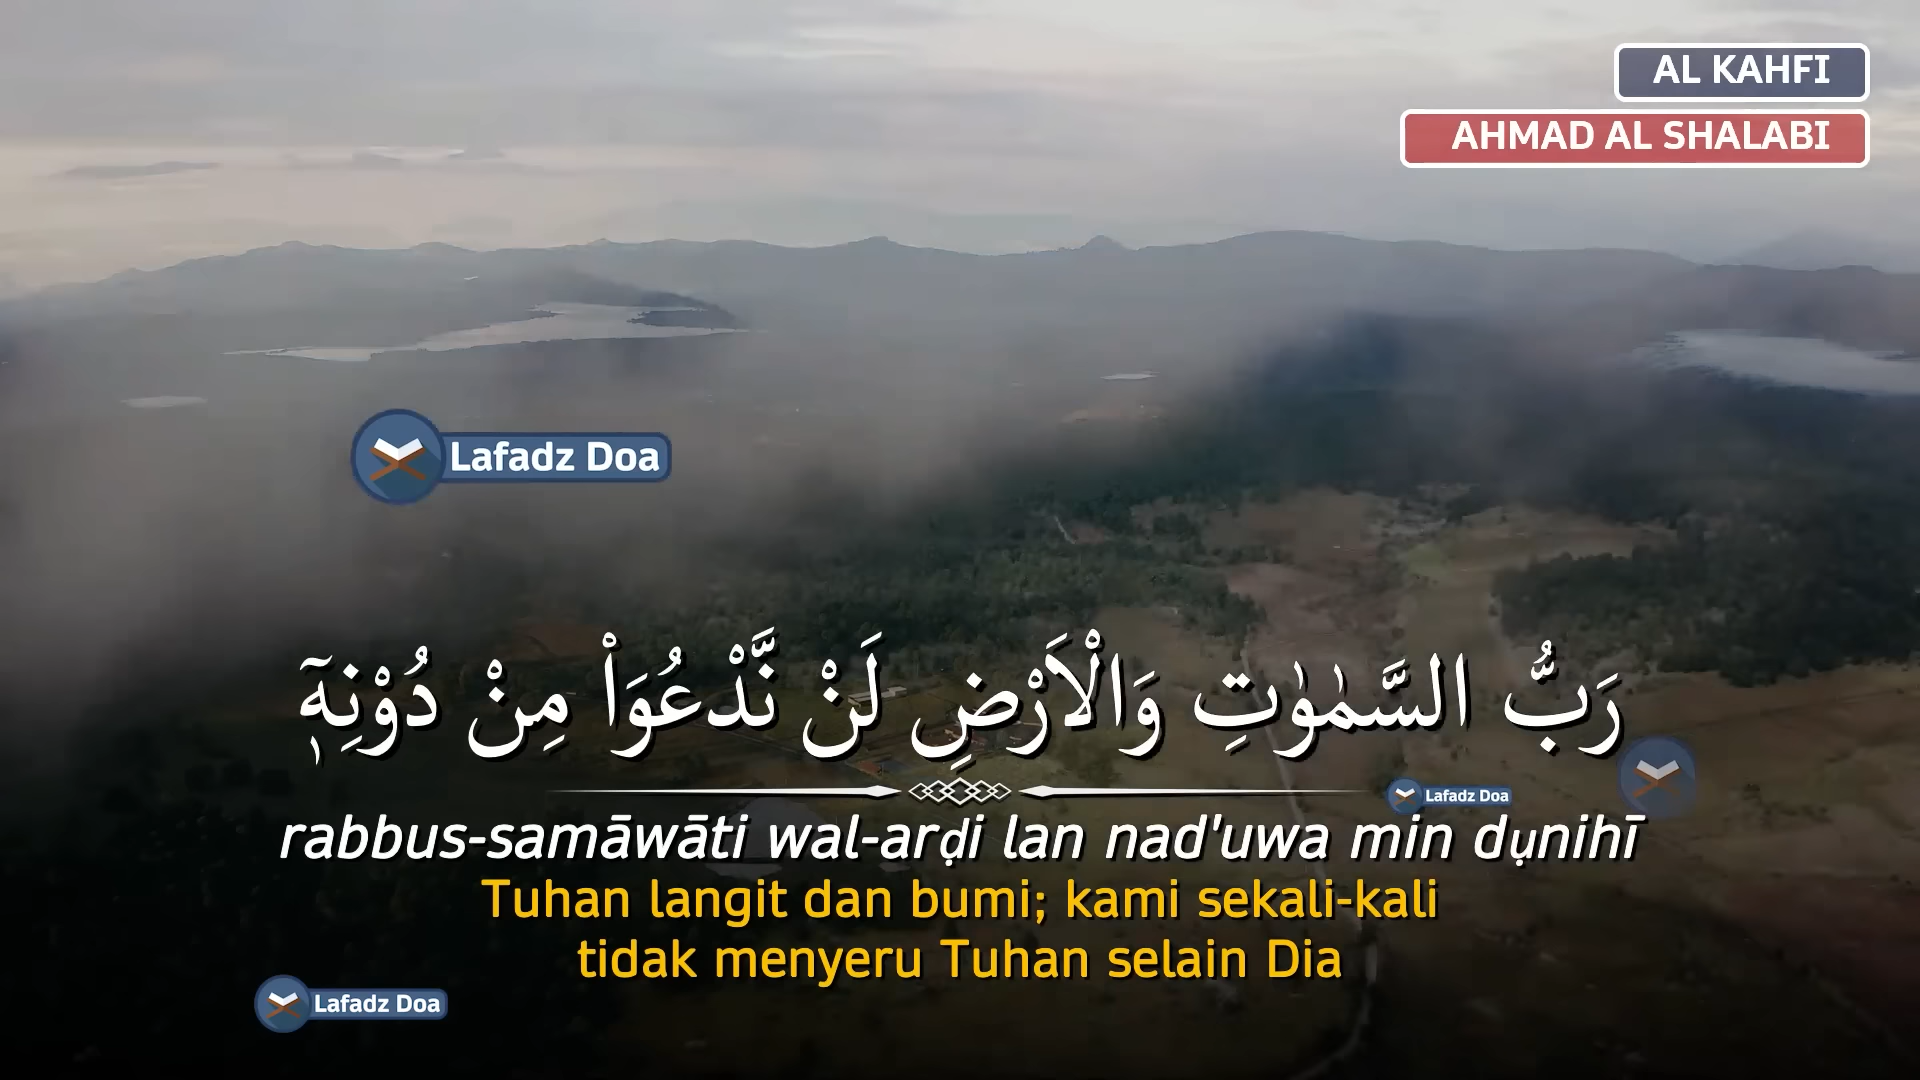 AL KAHFI
AHMAD AL SHALABI
Lafadz Doa
رَبُّ السَّمٰوٰتِ وَالْاَرْضِ لَنْ نَّدْعُوَا۟ مِنْ دُوْنِهٖٓ
Lafadz Doa
rabbus-samāwāti wal-arḍi lan nad'uwa min dụnihī
Tuhan langit dan bumi; kami sekali-kali
tidak menyeru Tuhan selain Dia
Lafadz Doa